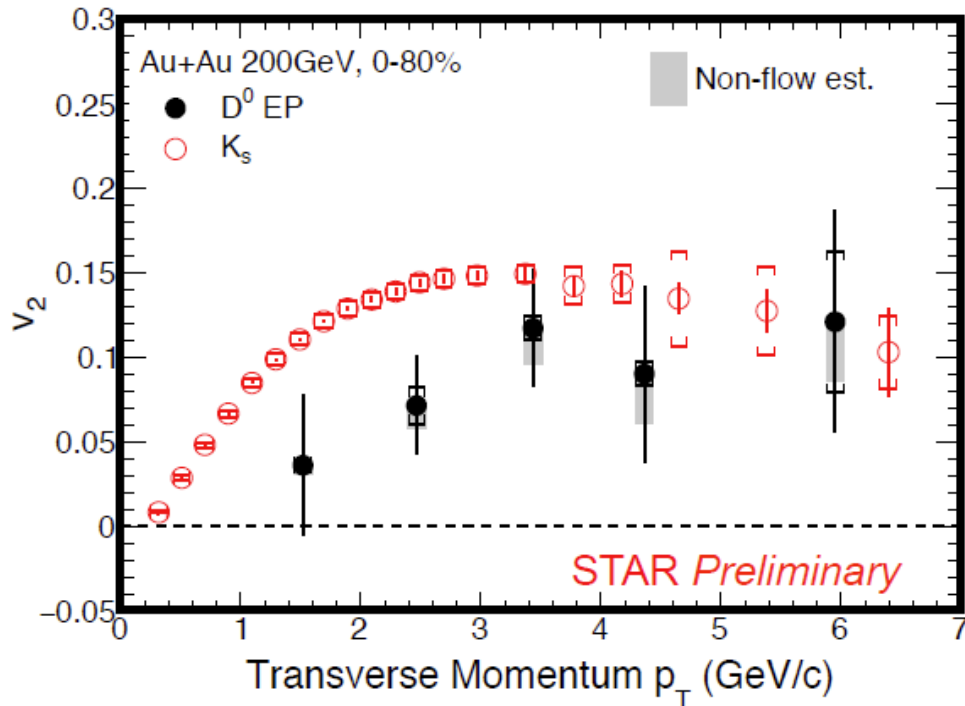 0.3
0.25
0.2
0.15
0.1
0.05
0
−0.05
v2
Au+Au 200GeV, 0-80%
D0 EP
Ks
Non-flow est.
STAR Preliminary
0 1 2 3 4 5 6 7
Transverse Momentum pT (GeV/c)